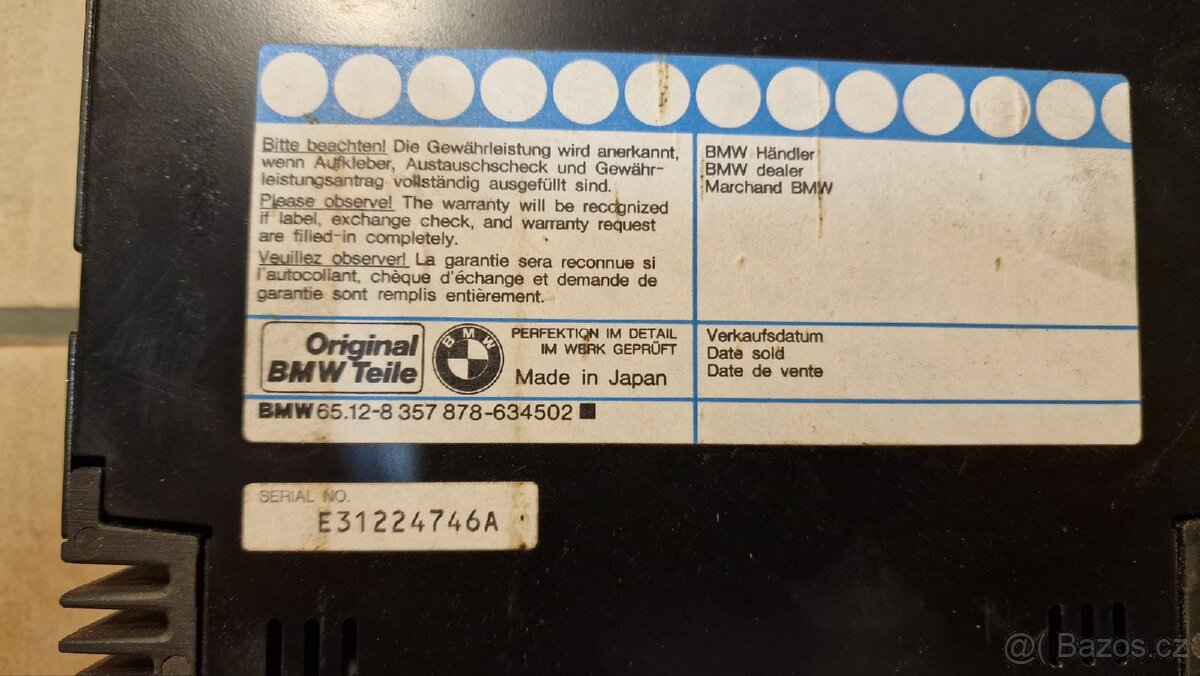 Bitte beachten! Die Gewährleistung wird anerkannt,
wenn Aufkleber, Austauschscheck und Gewähr-
leistungsantrag vollständig ausgefüllt sind.
Please observe! The warranty will be recognized
if label, exchange check, and warranty request
are filled-in completely.
Veuillez observer! La garantie sera reconnue si
l'autocollant, chèque d'échange et demande de
garantie sont remplis entièrement.
BMW Händler
BMW dealer
Marchand BMW
Original
BMW Teile
BMW
PERFEKTION IM DETAIL
IM WERK GEPRÜFT
Made in Japan
Verkaufsdatum
Date sold
Date de vente
BMW 65.12-8 357 878-634502
SERIAL NO.
E31224746A
@ Bazos.cz